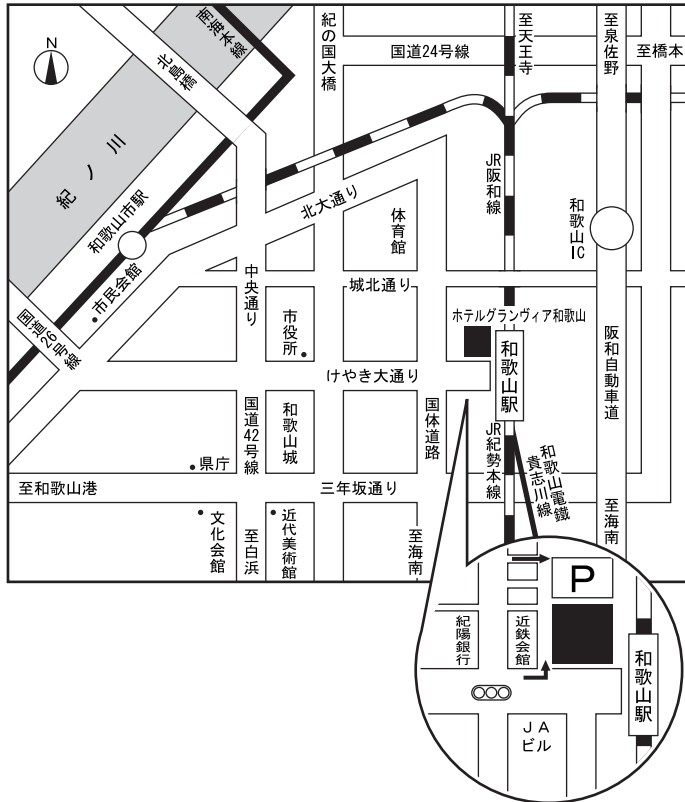 N
南海本線
北島橋
紀の国大橋
国道24号線
至天王寺
至泉佐野
至橋本
紀ノ川
和歌山市駅
北大通り
JR阪和線
体育館
和歌山IC
市民会館
中央通り
城北通り
国道26号線
市役所
ホテルグランヴィア和歌山
和歌山駅
阪和自動車道
けやき大通り
国道42号線
和歌山城
国体道路
JR紀勢本線
和歌山電鐵
貴志川線
県庁
至和歌山港
三年坂通り
文化会館
至白浜
近代美術館
至海南
至海南
P
紀陽銀行
近鉄会館
和歌山駅
JA
ビル